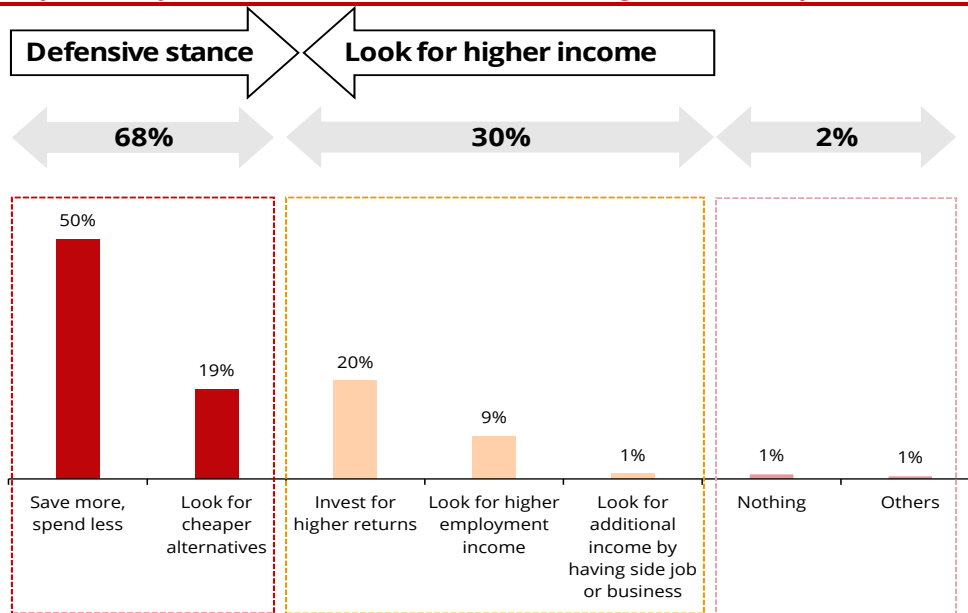 Defensive stance
Look for higher income
68%
30%
2%
50%
19%
20%
9%
1%
1%
1%
Save more,
spend less
Look for
cheaper
alternatives
Invest for
higher returns
Look for higher
employment
income
Look for
additional
income by
having side job
or business
Nothing
Others